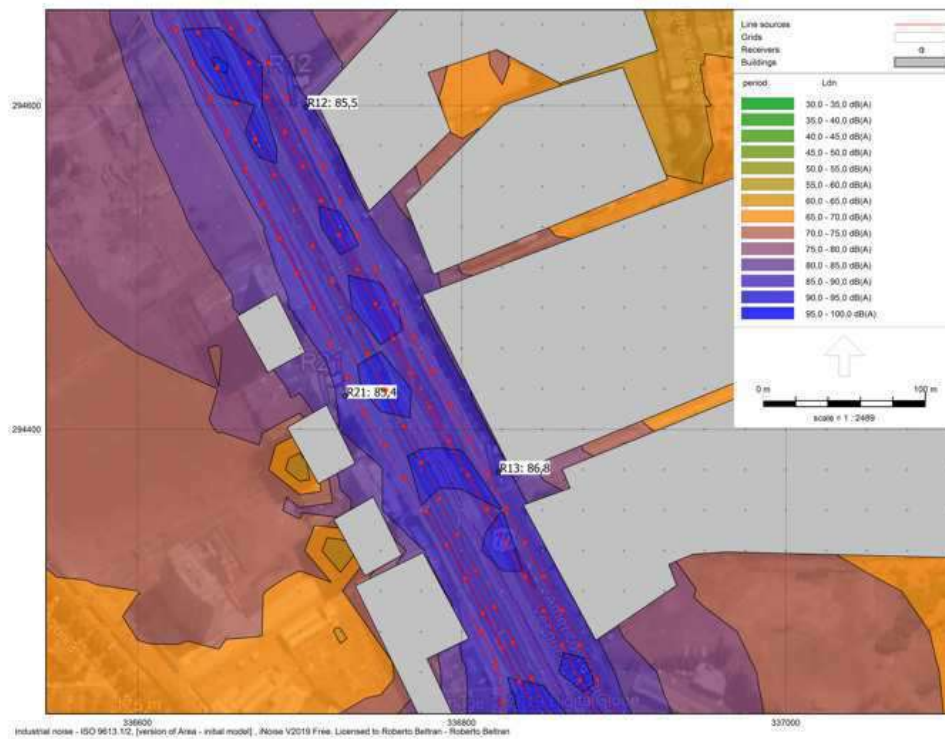 Line sources
Grids
Receivers
Buildings
period Ldn
30,0 - 35,0 dB(A)
35,0 - 40,0 dB(A)
40,0 - 45,0 dB(A)
45,0 - 50,0 dB(A)
50,0 - 55,0 dB(A)
55,0 - 60,0 dB(A)
60,0 - 65,0 dB(A)
65,0 - 70,0 dB(A)
70,0 - 75,0 dB(A)
75,0 - 80,0 dB(A)
80,0 - 85,0 dB(A)
85,0 - 90,0 dB(A)
90,0 - 95,0 dB(A)
95,0 - 100,0 dB(A)
0 m 100 m
scale = 1 : 2489
R12
294600
R12: 85,5
294400
R13: 86,8
336600 336800 337000
Industrial noise - ISO 9613.1/2, [version of Area - initial model] , iNoise V2019 Free. Licensed to Roberto Beltran - Roberto Beltran